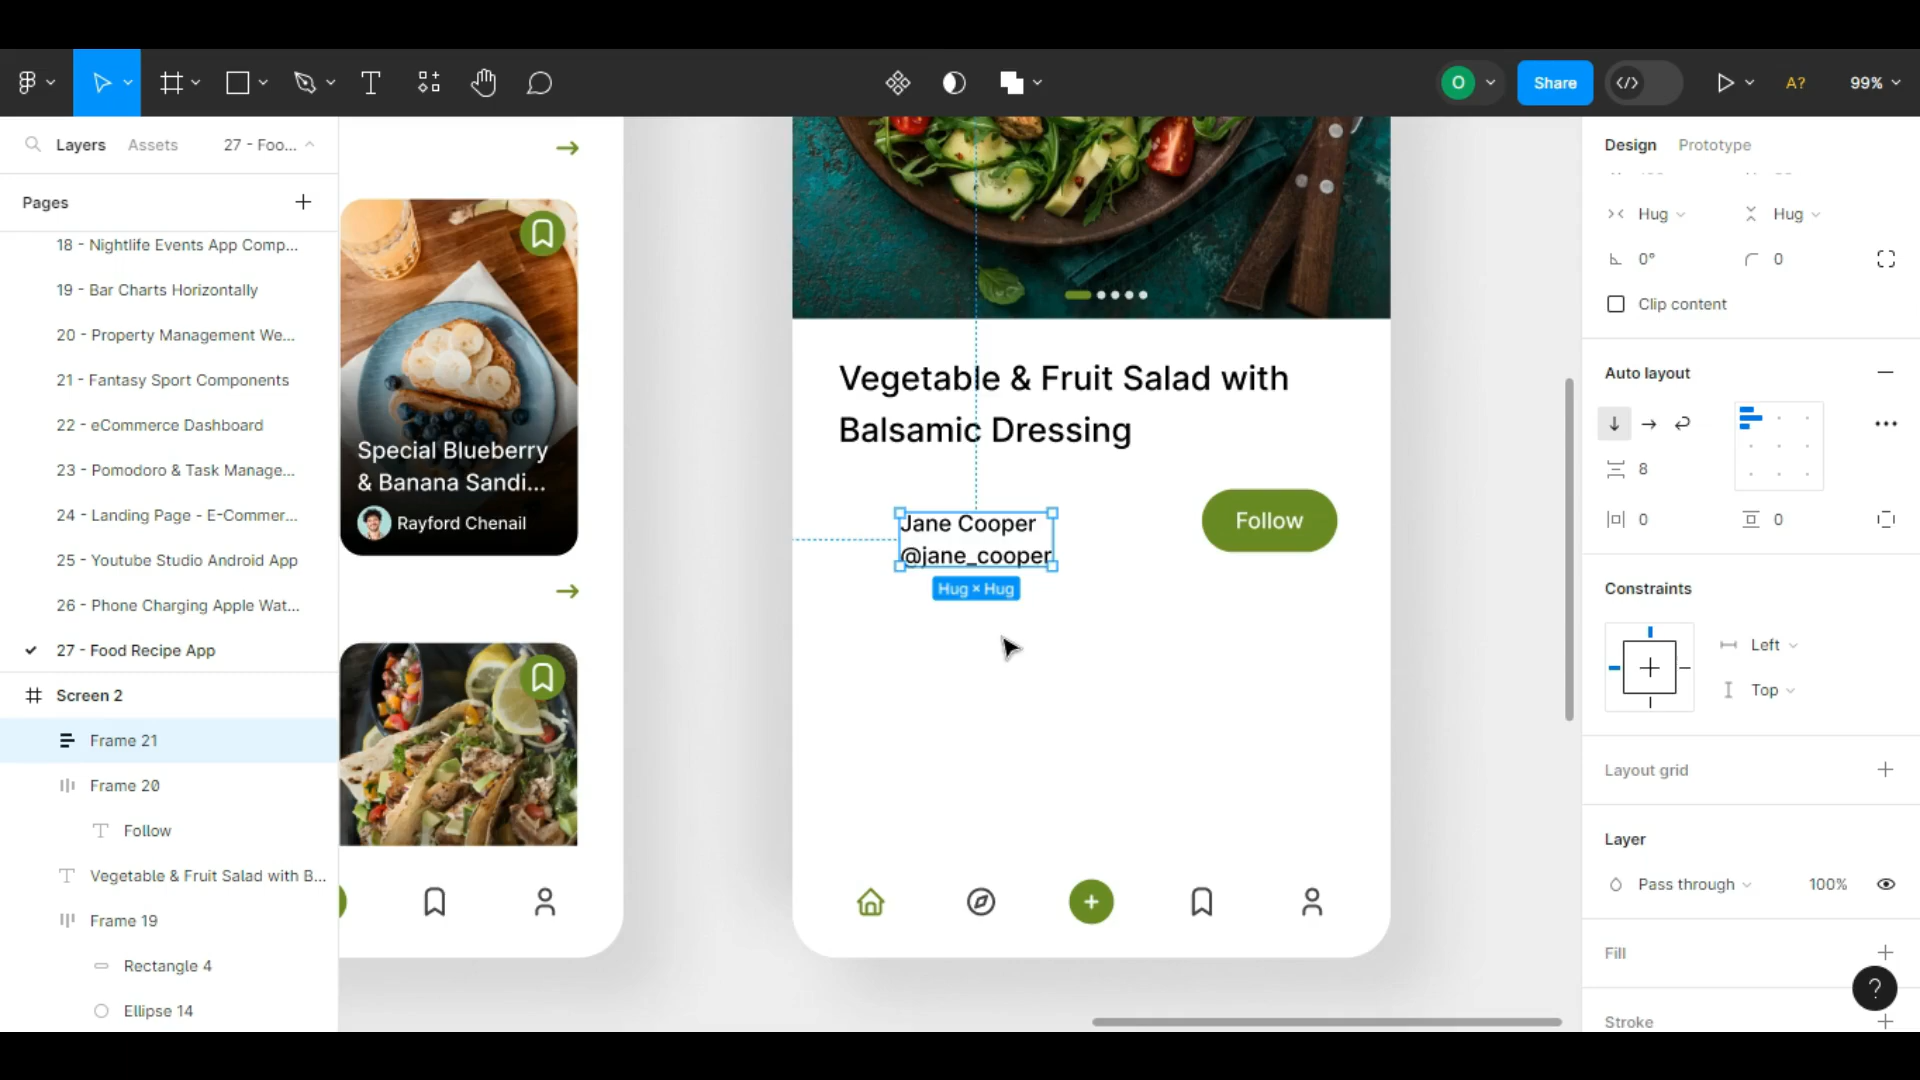 O
Share
A?
99%
Layers
Assets
27 - Foo...
Pages
18 - Nightlife Events App Comp...
19 - Bar Charts Horizontally
20 - Property Management We...
21 - Fantasy Sport Components
22 - eCommerce Dashboard
23 - Pomodoro & Task Manage...
24 - Landing Page - E-Commer...
25 - Youtube Studio Android App
26 - Phone Charging Apple Wat...
27 - Food Recipe App
Screen 2
Frame 21
Frame 20
Follow
Vegetable & Fruit Salad with B...
Frame 19
Rectangle 4
Ellipse 14
Special Blueberry
& Banana Sandi...
Rayford Chenail
Vegetable & Fruit Salad with
Balsamic Dressing
Jane Cooper
@jane_cooper
Hug × Hug
Follow
Design
Prototype
Hug
Hug
0°
0
Clip content
Auto layout
8
0
0
Constraints
Left
Top
Layout grid
Layer
Pass through
100%
Fill
?
Stroke